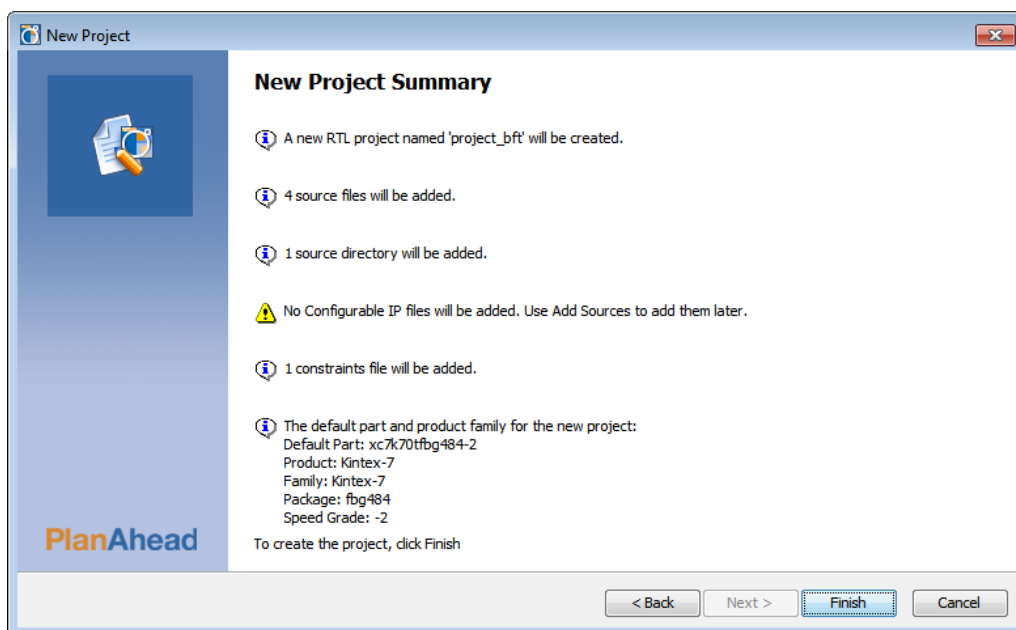 New Project
New Project Summary
A new RTL project named 'project_bft' will be created.
4 source files will be added.
1 source directory will be added.
No Configurable IP files will be added. Use Add Sources to add them later.
1 constraints file will be added.
The default part and product family for the new project:
Default Part: xc7k70tfbg484-2
Product: Kintex-7
Family: Kintex-7
Package: fbg484
Speed Grade: -2
PlanAhead
To create the project, click Finish
< Back Next > Finish Cancel